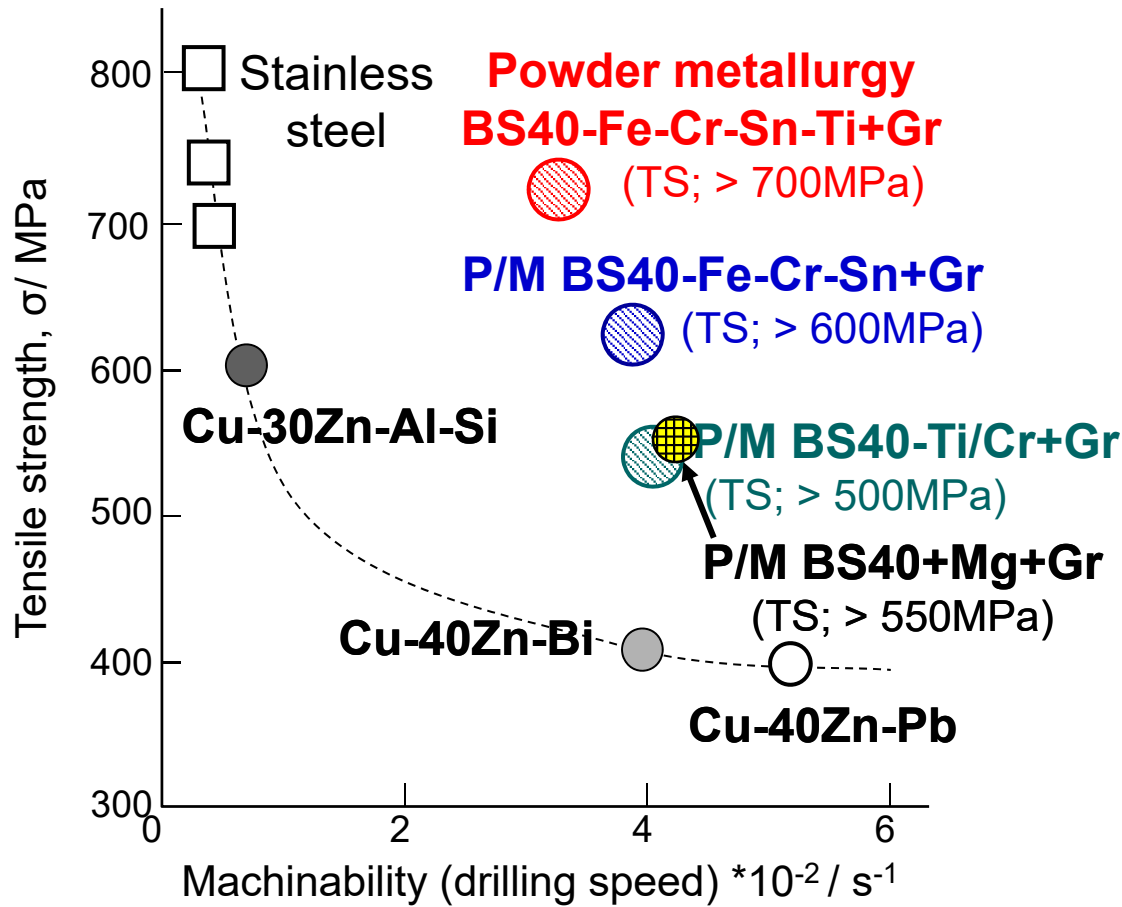 Tensile strength, σ/ MPa
800
700
600
500
400
300
Stainless
steel
Powder metallurgy
BS40-Fe-Cr-Sn-Ti+Gr
(TS; > 700MPa)
P/M BS40-Fe-Cr-Sn+Gr
(TS; > 600MPa)
Cu-30Zn-Al-Si
P/M BS40-Ti/Cr+Gr
(TS; > 500MPa)
P/M BS40+Mg+Gr
(TS; > 550MPa)
Cu-40Zn-Bi
Cu-40Zn-Pb
0 2 4 6
Machinability (drilling speed) *10⁻² / s⁻¹